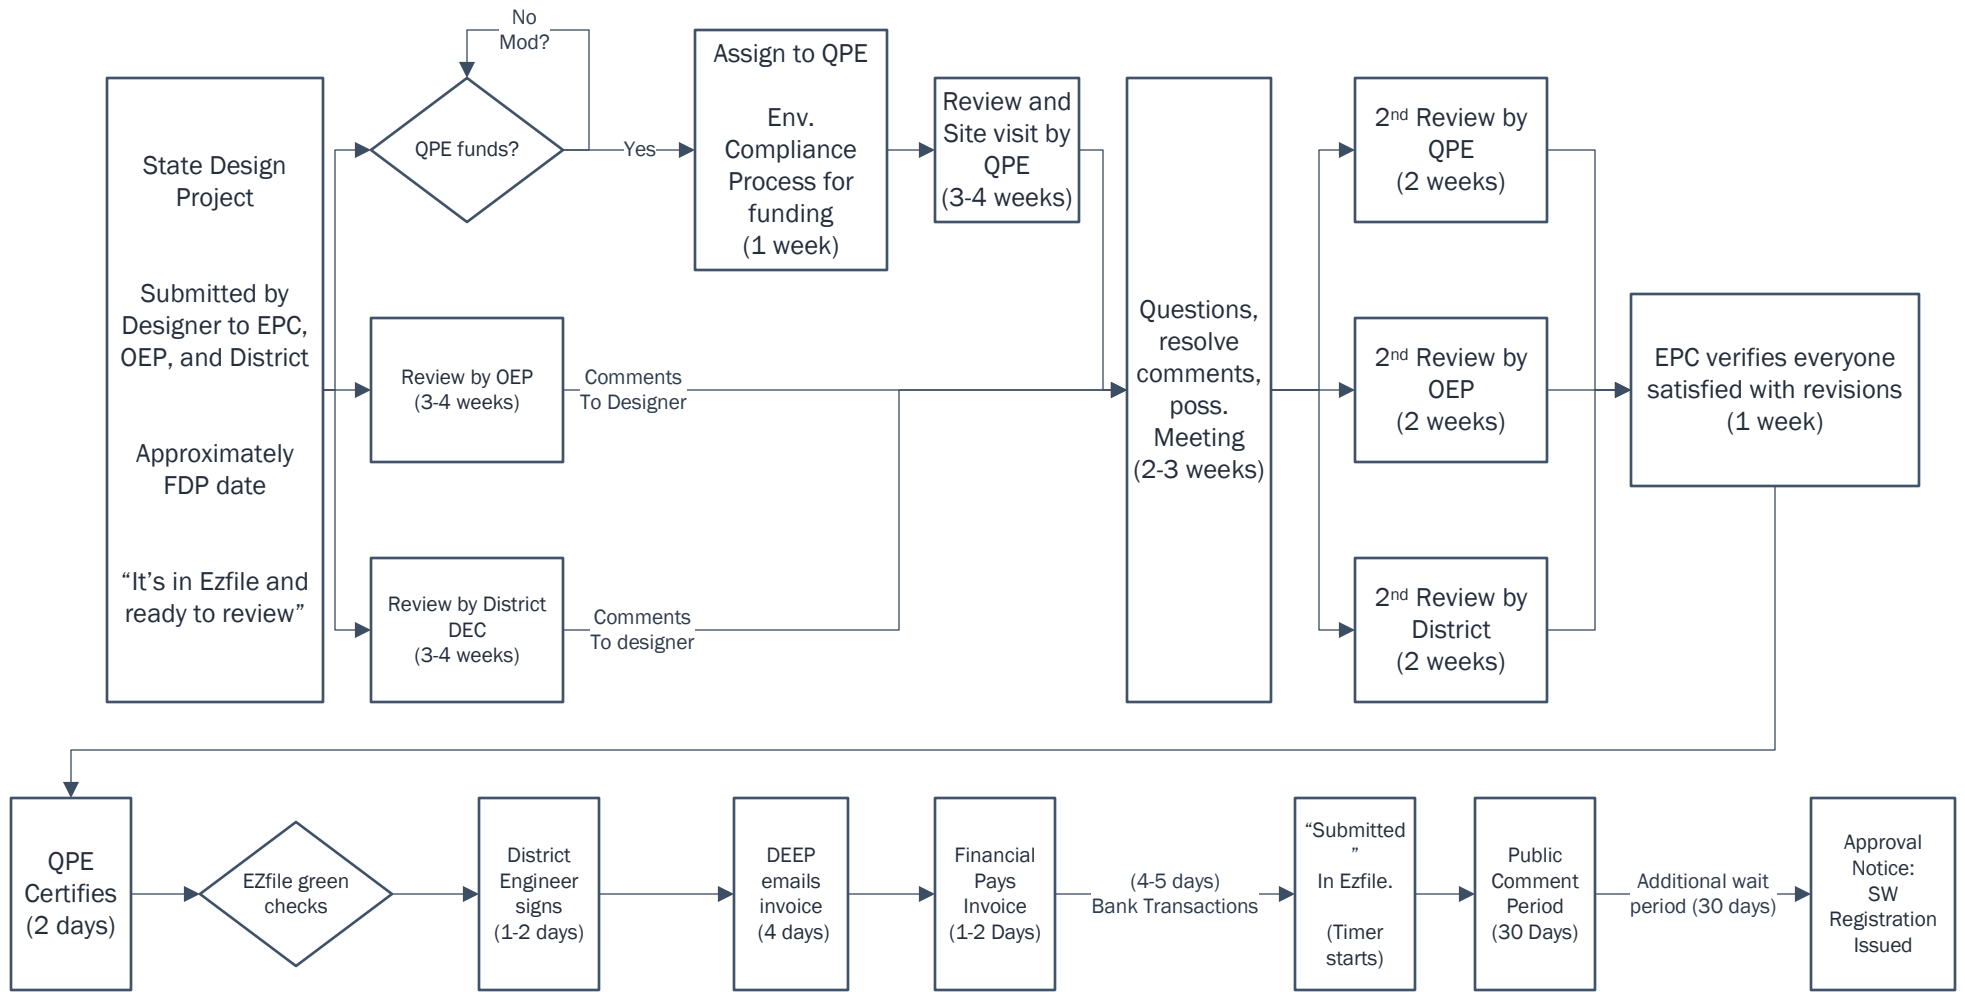 No
Mod?
State Design
Project
Submitted by
Designer to EPC,
OEP, and District
Approximately
FDP date
“It’s in Ezfile and
ready to review”
QPE funds?
Yes
Assign to QPE
Env.
Compliance
Process for
funding
(1 week)
Review and
Site visit by
QPE
(3-4 weeks)
Review by OEP
(3-4 weeks)
Comments
To Designer
Review by District
DEC
(3-4 weeks)
Comments
To designer
Questions,
resolve
comments,
poss.
Meeting
(2-3 weeks)
2nd Review by
QPE
(2 weeks)
2nd Review by
OEP
(2 weeks)
2nd Review by
District
(2 weeks)
EPC verifies everyone
satisfied with revisions
(1 week)
QPE
Certifies
(2 days)
EZfile green
checks
District
Engineer
signs
(1-2 days)
DEEP
emails
invoice
(4 days)
Financial
Pays
Invoice
(1-2 Days)
(4-5 days)
Bank Transactions
“Submitted
”
In Ezfile.
(Timer
starts)
Public
Comment
Period
(30 Days)
Additional wait
period (30 days)
Approval
Notice:
SW
Registration
Issued